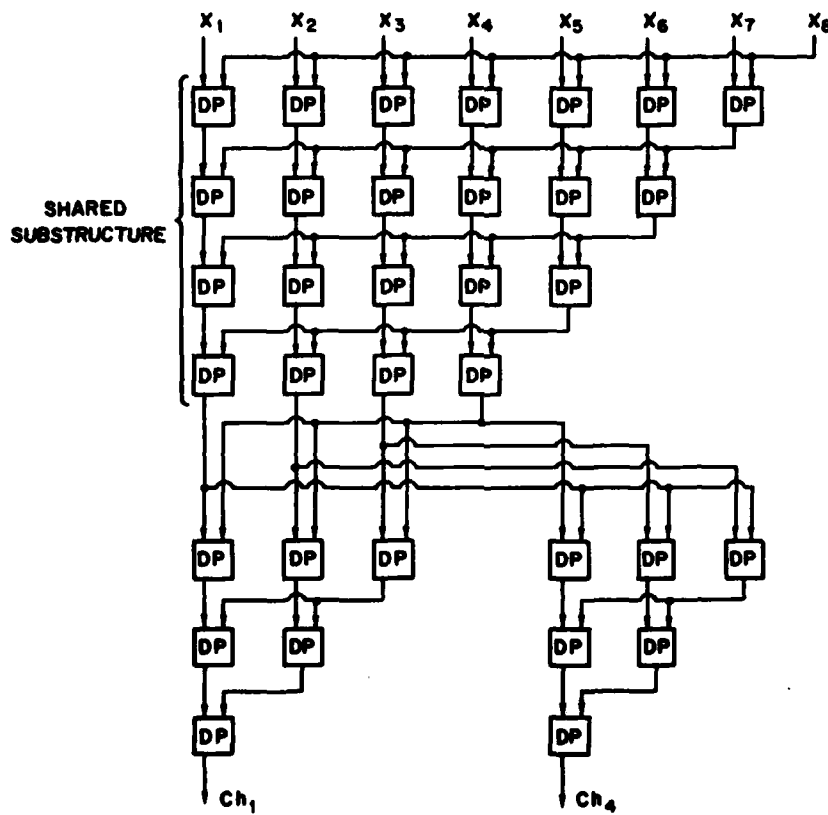 X1 X2 X3 X4 X5 X6 X7 X8
DP DP DP DP DP DP DP
DP DP DP DP DP DP
SHARED
SUBSTRUCTURE
DP DP DP DP DP
DP DP DP DP
DP DP DP DP DP DP
DP DP DP DP
DP DP
Ch1 Ch4